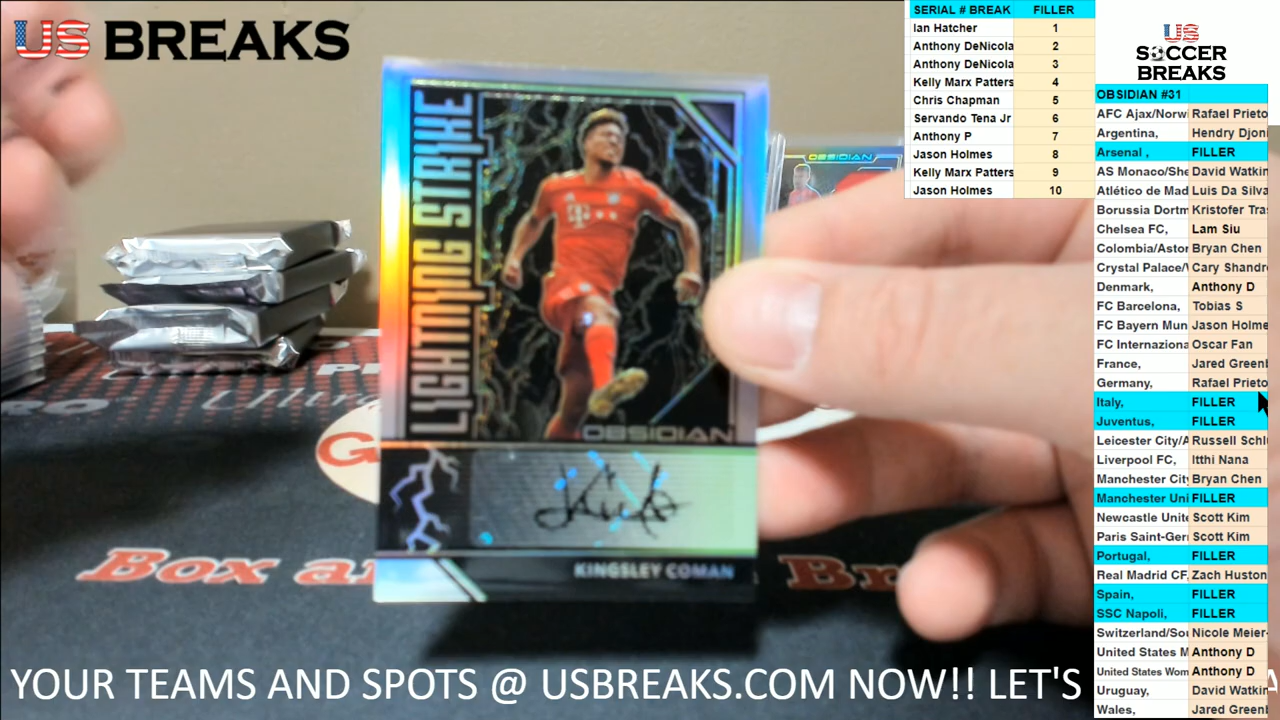 US BREAKS
SERIAL # BREAK FILLER
Ian Hatcher 1
Anthony DeNicola 2
Anthony DeNicola 3
Kelly Marx Patters 4
Chris Chapman 5
Servando Tena Jr 6
Anthony P 7
Jason Holmes 8
Kelly Marx Patters 9
Jason Holmes 10
US
SOCCER
BREAKS
OBSIDIAN #31
AFC Ajax/Norwi Rafael Prieto
Argentina, Hendry Djoni
Arsenal , FILLER
AS Monaco/She David Watkin
Atlético de Mad Luis Da Silva
Borussia Dortm Kristofer Tra
Chelsea FC, Lam Siu
Colombia/Aston Bryan Chen
Crystal Palace/ Cary Shandr
Denmark, Anthony D
FC Barcelona, Tobias S
FC Bayern Mun Jason Holme
FC Internaziona Oscar Fan
France, Jared Greenb
Germany, Rafael Prieto
Italy, FILLER
Juventus, FILLER
Leicester City/A Russell Schl
Liverpool FC, Itthi Nana
Manchester City Bryan Chen
Manchester Uni FILLER
Newcastle Unite Scott Kim
Paris Saint-Ger Scott Kim
Portugal, FILLER
Real Madrid CF, Zach Huston
Spain, FILLER
SSC Napoli, FILLER
Switzerland/Sou Nicole Meier-
United States M Anthony D
United States Wom Anthony D
Uruguay, David Watkin
Wales, Jared Greenb
OBSIDIAN
LIGHTNING STRIKE
OBSIDIAN
KINGSLEY COMAN
Box a
Br
YOUR TEAMS AND SPOTS @ USBREAKS.COM NOW!! LET'S